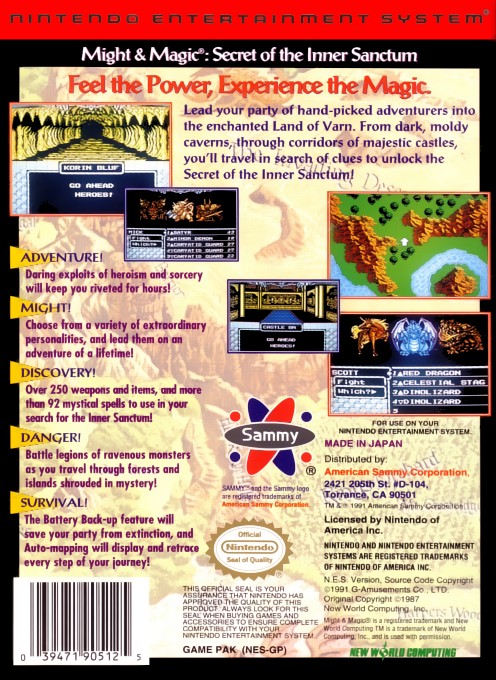 NINTENDO ENTERTAINMENT SYSTEM®
Might & Magic®: Secret of the Inner Sanctum
Feel the Power, Experience the Magic.
Lead your party of hand-picked adventurers into
the enchanted Land of Varn. From dark, moldy
caverns, through corridors of majestic castles,
you'll travel in search of clues to unlock the
Secret of the Inner Sanctum!
KORIN BLUF
GO AHEAD
HEROES!
NICK
Fight
Which?▸
ADVENTURE!
Daring exploits of heroism and sorcery
will keep you riveted for hours!
MIGHT!
Choose from a variety of extraordinary
personalities, and lead them on an
adventure of a lifetime!
DISCOVERY!
Over 250 weapons and items, and more
than 92 mystical spells to use in your
search for the Inner Sanctum!
DANGER!
Battle legions of ravenous monsters
as you travel through forests and
islands shrouded in mystery!
SURVIVAL!
The Battery Back-up feature will
save your party from extinction, and
Auto-mapping will display and retrace
every step of your journey!
GO AHEAD
HEROES!
SCOTT
Fight
Which?▸
1▴RED DRAGON
2▴CELESTIAL STAG
3▴DINOLIZARD
4▿DINOLIZARD
5
Sammy
®
SAMMY™ and the Sammy logo
are registered trademarks of
American Sammy Corporation.
Official
Nintendo
Seal of Quality
®
THIS OFFICIAL SEAL IS YOUR
ASSURANCE THAT NINTENDO HAS
APPROVED THE QUALITY OF THIS
PRODUCT. ALWAYS LOOK FOR THIS
SEAL WHEN BUYING GAMES AND
ACCESSORIES TO ENSURE COMPLETE
COMPATIBILITY WITH YOUR
NINTENDO ENTERTAINMENT SYSTEM.
GAME PAK (NES-GP)
FOR USE ON YOUR
NINTENDO ENTERTAINMENT SYSTEM.
MADE IN JAPAN
Distributed by:
American Sammy Corporation.
2421 205th St. #D-104,
Torrance, CA 90501
TM & © 1991 American Sammy Corporation
Licensed by Nintendo of
America Inc.
NINTENDO AND NINTENDO ENTERTAINMENT
SYSTEMS ARE REGISTERED TRADEMARKS
OF NINTENDO OF AMERICA INC.
N.E.S. Version, Source Code Copyright
©1991 G-Amusements Co., LTD.
Original Copyright ©1987
New World Computing, Inc.
Might & Magic® is a registered trademark and New
World Computing TM is a trademark of New World
Computing, Inc., and is used with permission.
NEW WORLD COMPUTING
0 39471 90512 5